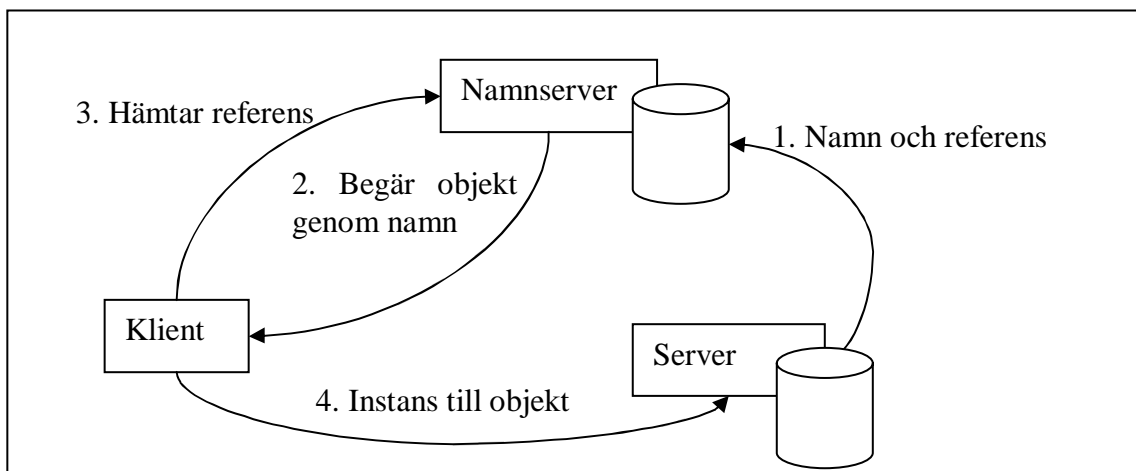 Namnserver
3. Hämtar referens
1. Namn och referens
2. Begär objekt
genom namn
Klient
Server
4. Instans till objekt